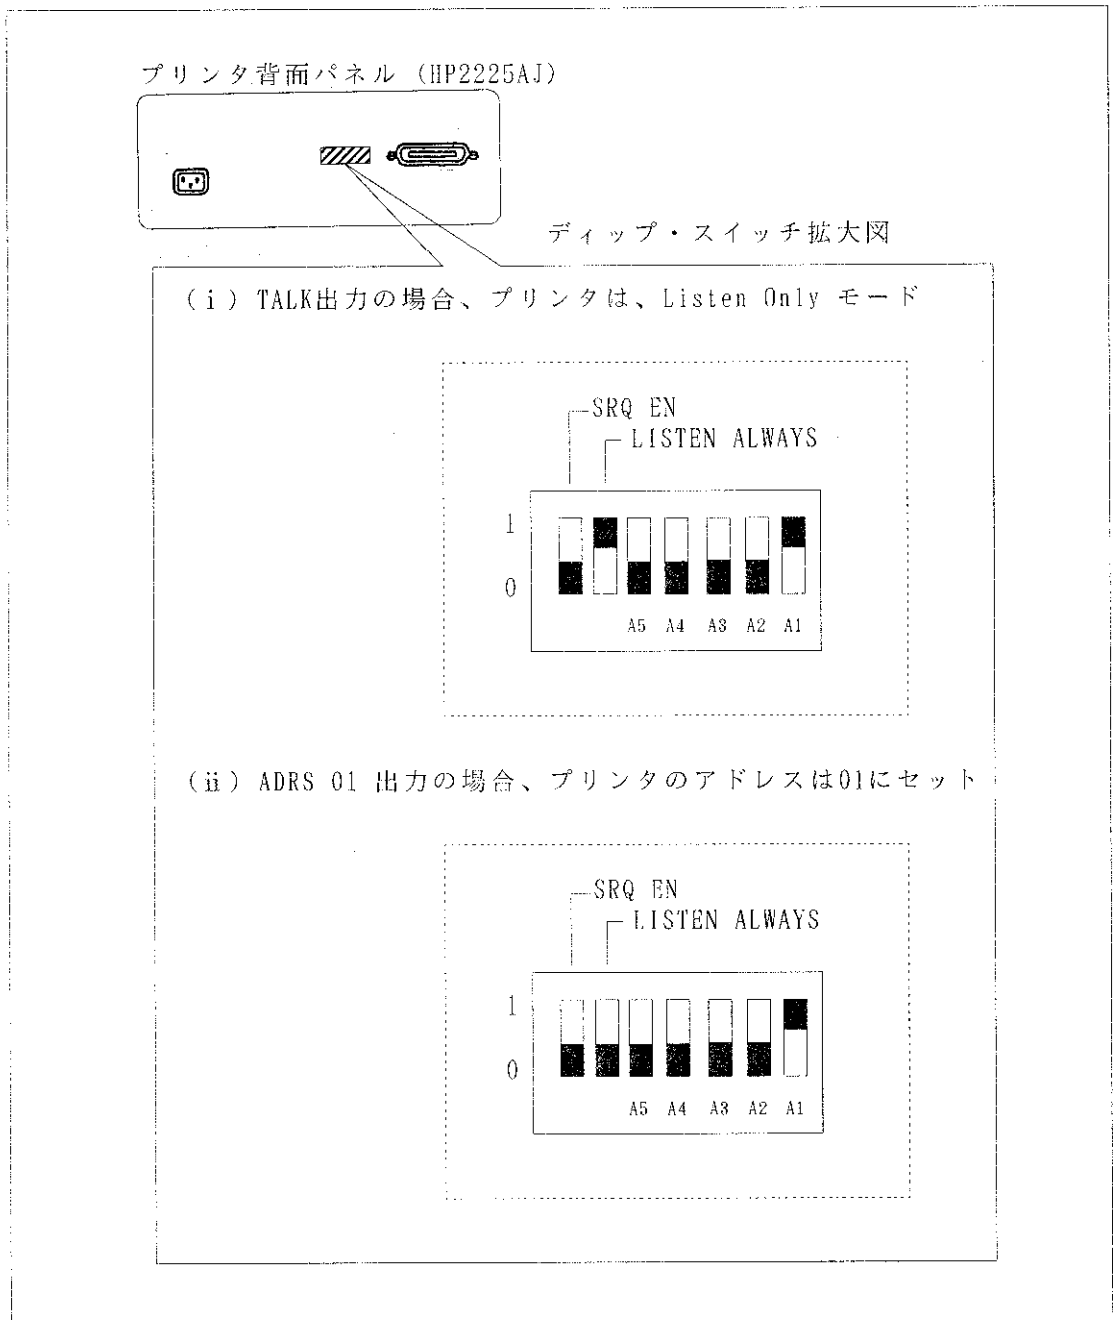 プリンタ背面パネル (HP2225AJ)
ディップ・スイッチ拡大図
(i) TALK出力の場合、プリンタは、Listen Only モード
SRQ EN
LISTEN ALWAYS
1
0
A5 A4 A3 A2 A1
(ii) ADRS 01 出力の場合、プリンタのアドレスは01にセット
SRQ EN
LISTEN ALWAYS
1
0
A5 A4 A3 A2 A1